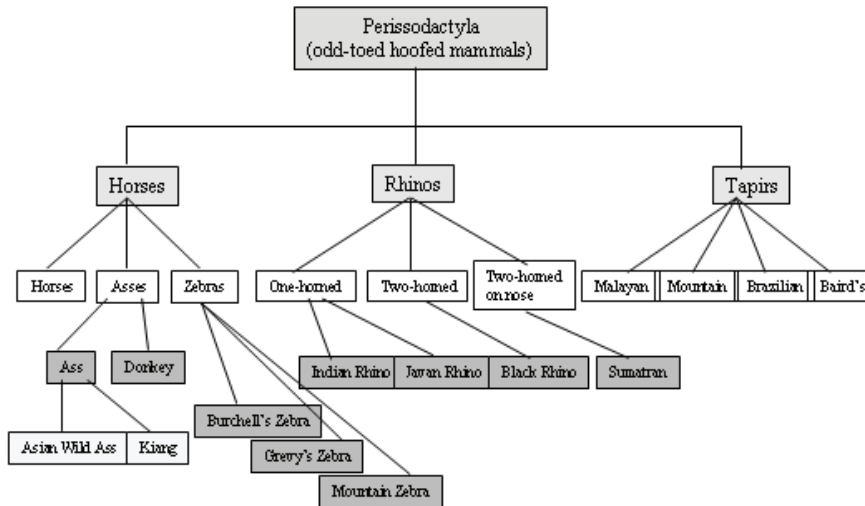 Perissodactyla
(odd-toed hoofed mammals)
Horses
Rhinos
Tapirs
Horses
Asses
Zebras
One-horned
Two-horned
Two-horned
on nose
Malayan
Mountain
Brazilian
Baird's
Ass
Donkey
Indian Rhino
Javan Rhino
Black Rhino
Sumatran
Burchell's Zebra
Asian Wild Ass
Kiang
Grevy's Zebra
Mountain Zebra